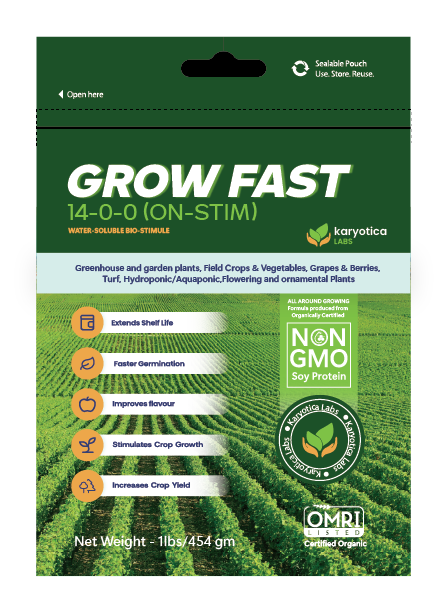 Sealable Pouch
Use. Store. Reuse.
Open here
GROW FAST
14-0-0 (ON-STIM)
WATER-SOLUBLE BIO-STIMULE
karyotica
LABS
Greenhouse and garden plants, Field Crops & Vegetables, Grapes & Berries,
Turf, Hydroponic/Aquaponic,Flowering and ornamental Plants
ALL AROUND GROWING
Formula produced from
Organically Certified
NON
GMO
Soy Protein
Extends Shelf Life
Faster Germination
Improves flavour
Stimulates Crop Growth
Increases Crop Yield
Karyotica Labs
Karyotica Labs
Karyotica Labs
OMRI
LISTED
Certified Organic
Net Weight - 1lbs/454 gm